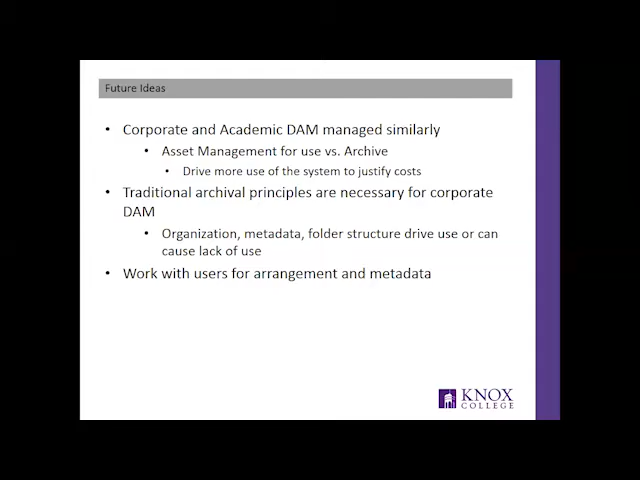 Future Ideas
• Corporate and Academic DAM managed similarly
• Asset Management for use vs. Archive
• Drive more use of the system to justify costs
• Traditional archival principles are necessary for corporate
DAM
• Organization, metadata, folder structure drive use or can
cause lack of use
• Work with users for arrangement and metadata
KNOX
COLLEGE